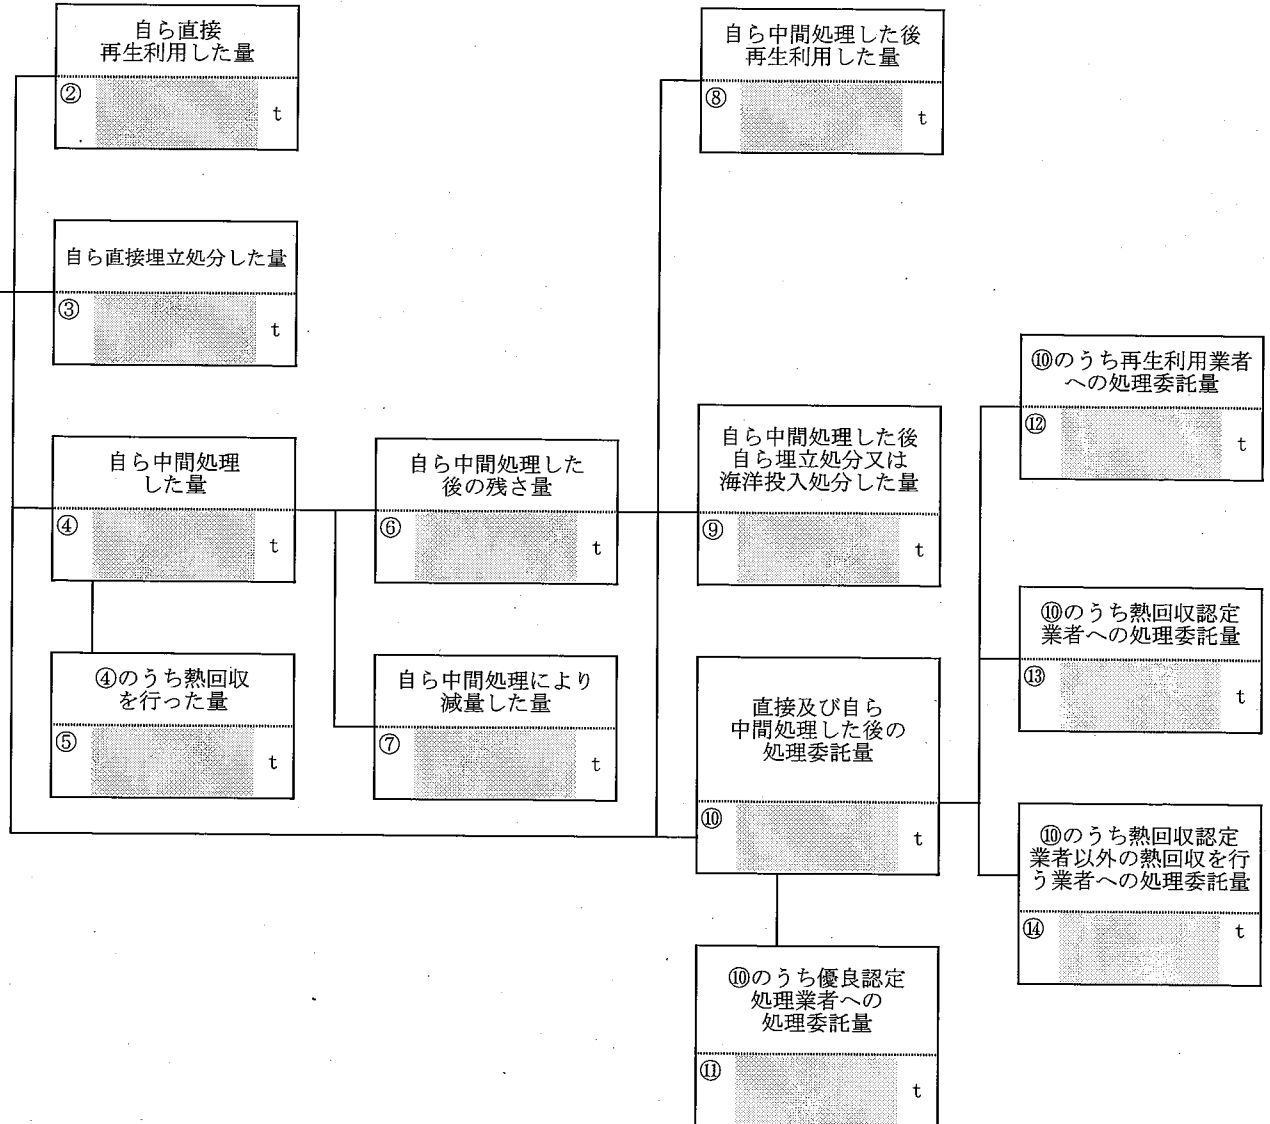 自ら直接
再生利用した量
②
t
自ら直接埋立処分した量
③
t
自ら中間処理
した量
④
t
④のうち熱回収
を行った量
⑤
t
自ら中間処理した
後の残さ量
⑥
t
自ら中間処理により
減量した量
⑦
t
自ら中間処理した後
再生利用した量
⑧
t
自ら中間処理した後
自ら埋立処分又は
海洋投入処分した量
⑨
t
直接及び自ら
中間処理した後の
処理委託量
⑩
t
⑩のうち優良認定
処理業者への
処理委託量
⑪
t
⑩のうち再生利用業者
への処理委託量
⑫
t
⑩のうち熱回収認定
業者への処理委託量
⑬
t
⑩のうち熱回収認定
業者以外の熱回収を行
う業者への処理委託量
⑭
t